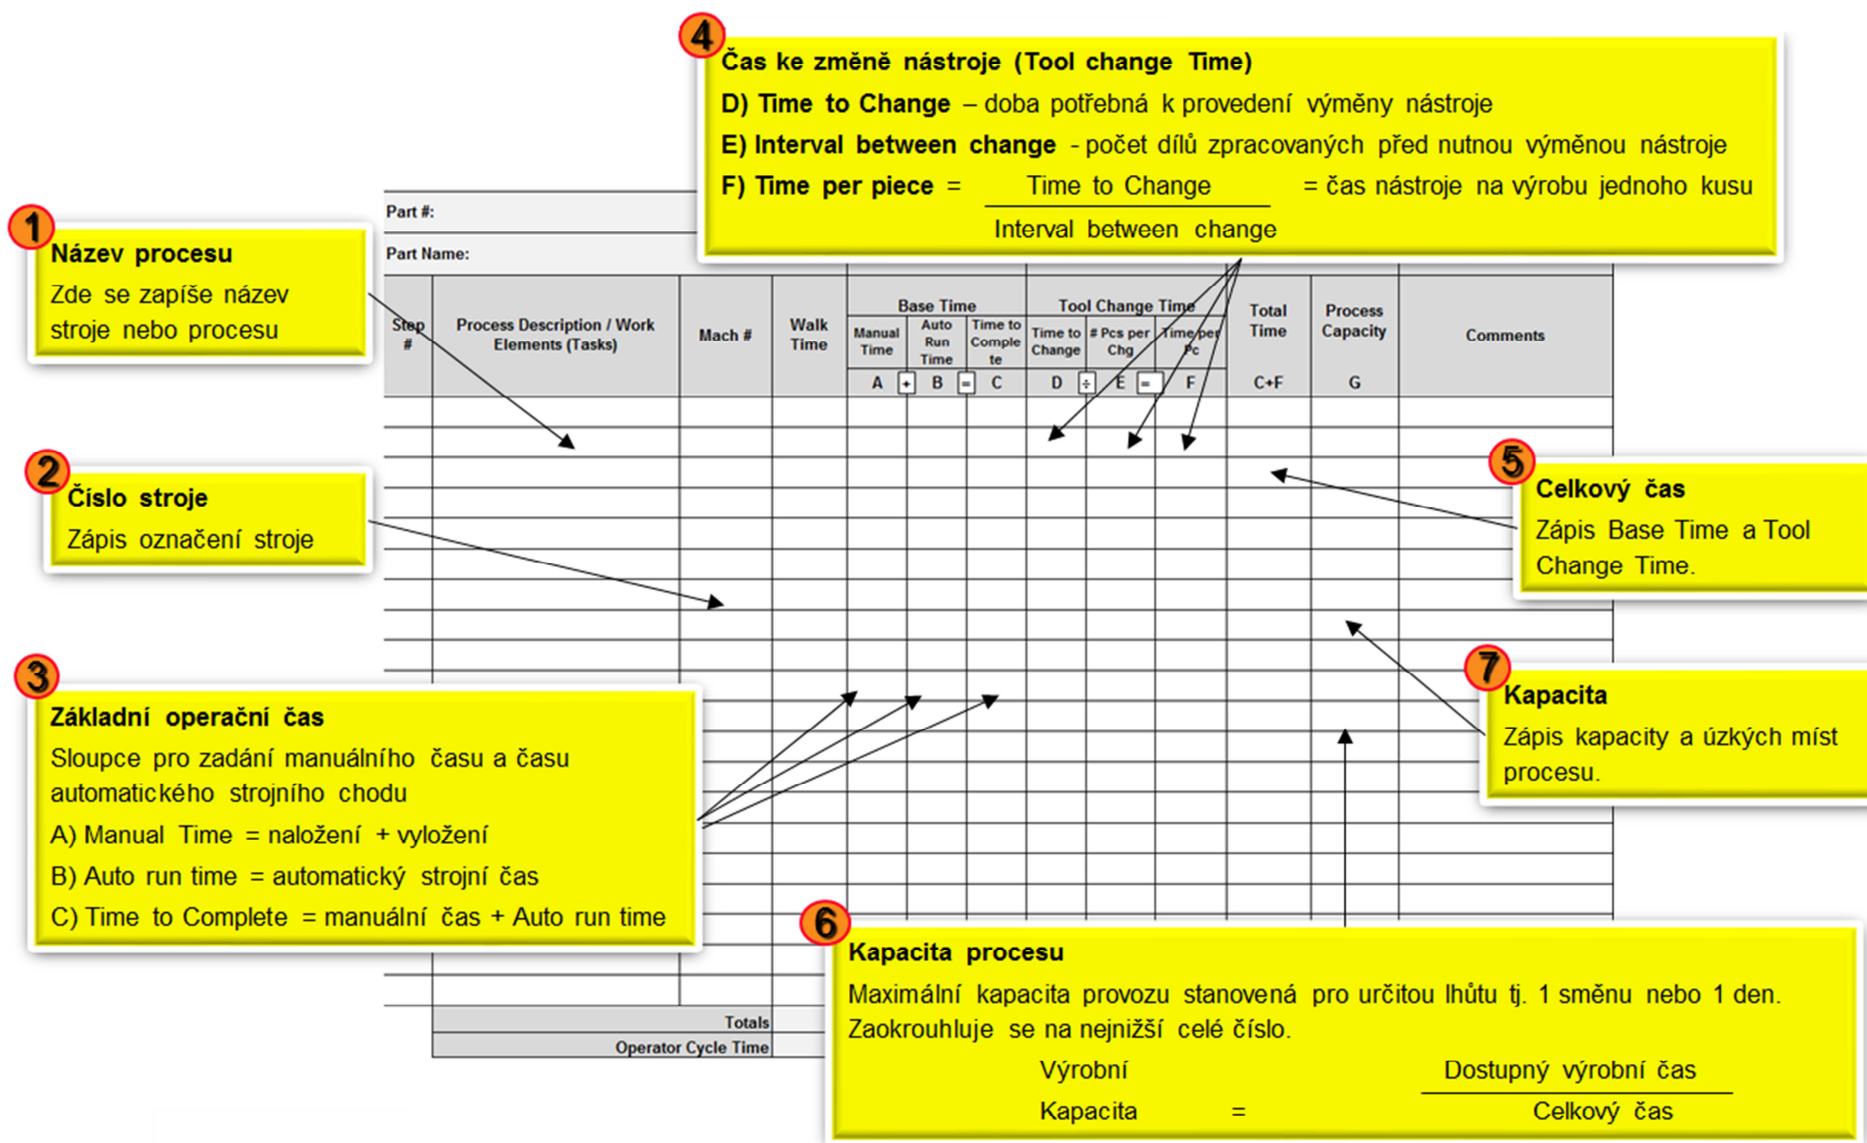 4
Čas ke změně nástroje (Tool change Time)
D) Time to Change – doba potřebná k provedení výměny nástroje
E) Interval between change - počet dílů zpracovaných před nutnou výměnou nástroje
F) Time per piece = Time to Change = čas nástroje na výrobu jednoho kusu
Interval between change
1
Název procesu
Zde se zapíše název
stroje nebo procesu
Part #:
Part Name:
Step
#
Process Description / Work
Elements (Tasks)
Mach #
Walk
Time
Base Time
Manual
Time
Auto
Run
Time
Time to
Comple
te
A + B = C
Tool Change Time
Time to
Change
# Pcs per
Chg
Time per
Pc
D ÷ E = F
Total
Time
C+F
Process
Capacity
G
Comments
2
Číslo stroje
Zápis označení stroje
5
Celkový čas
Zápis Base Time a Tool
Change Time.
3
Základní operační čas
Sloupce pro zadání manuálního času a času
automatického strojního chodu
A) Manual Time = naložení + vyložení
B) Auto run time = automatický strojní čas
C) Time to Complete = manuální čas + Auto run time
7
Kapacita
Zápis kapacity a úzkých míst
procesu.
Totals
Operator Cycle Time
6
Kapacita procesu
Maximální kapacita provozu stanovená pro určitou lhůtu tj. 1 směnu nebo 1 den.
Zaokrouhluje se na nejnižší celé číslo.
Výrobní Dostupný výrobní čas
Kapacita = Celkový čas